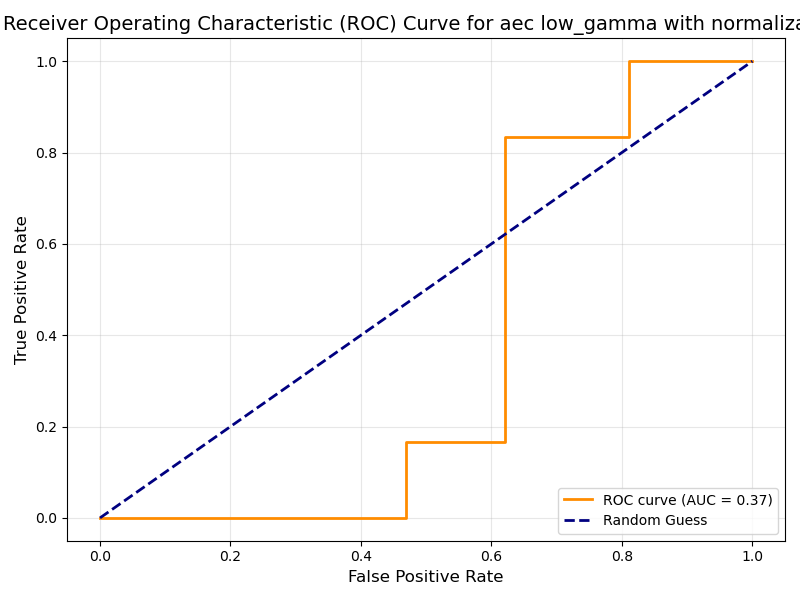 Receiver Operating Characteristic (ROC) Curve for aec low_gamma with normaliza
1.0
0.8
0.6
0.4
0.2
0.0
True Positive Rate
0.0 0.2 0.4 0.6 0.8 1.0
False Positive Rate
ROC curve (AUC = 0.37)
Random Guess